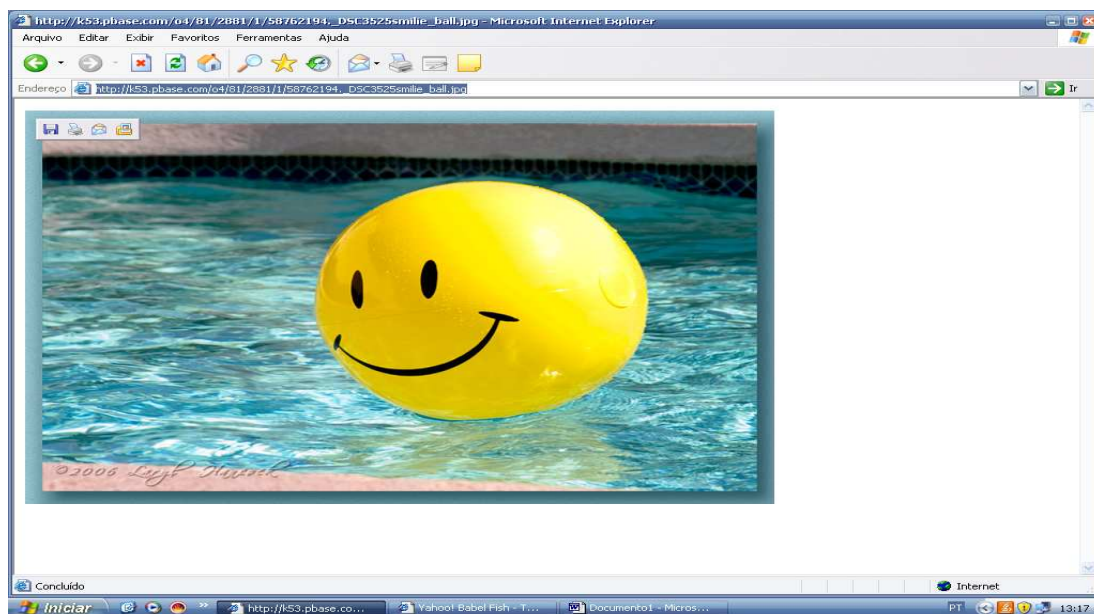 http://k53.pbase.com/o4/81/2881/1/58762194._DSC3525smilie_ball.jpg - Microsoft Internet Explorer
Arquivo Editar Exibir Favoritos Ferramentas Ajuda
Endereço http://k53.pbase.com/o4/81/2881/1/58762194._DSC3525smilie_ball.jpg Ir
©2006
Concluído Internet
Iniciar » http://k53.pbase.co... Yahoo! Babel Fish - T... Documento1 - Micros... PT 13:17